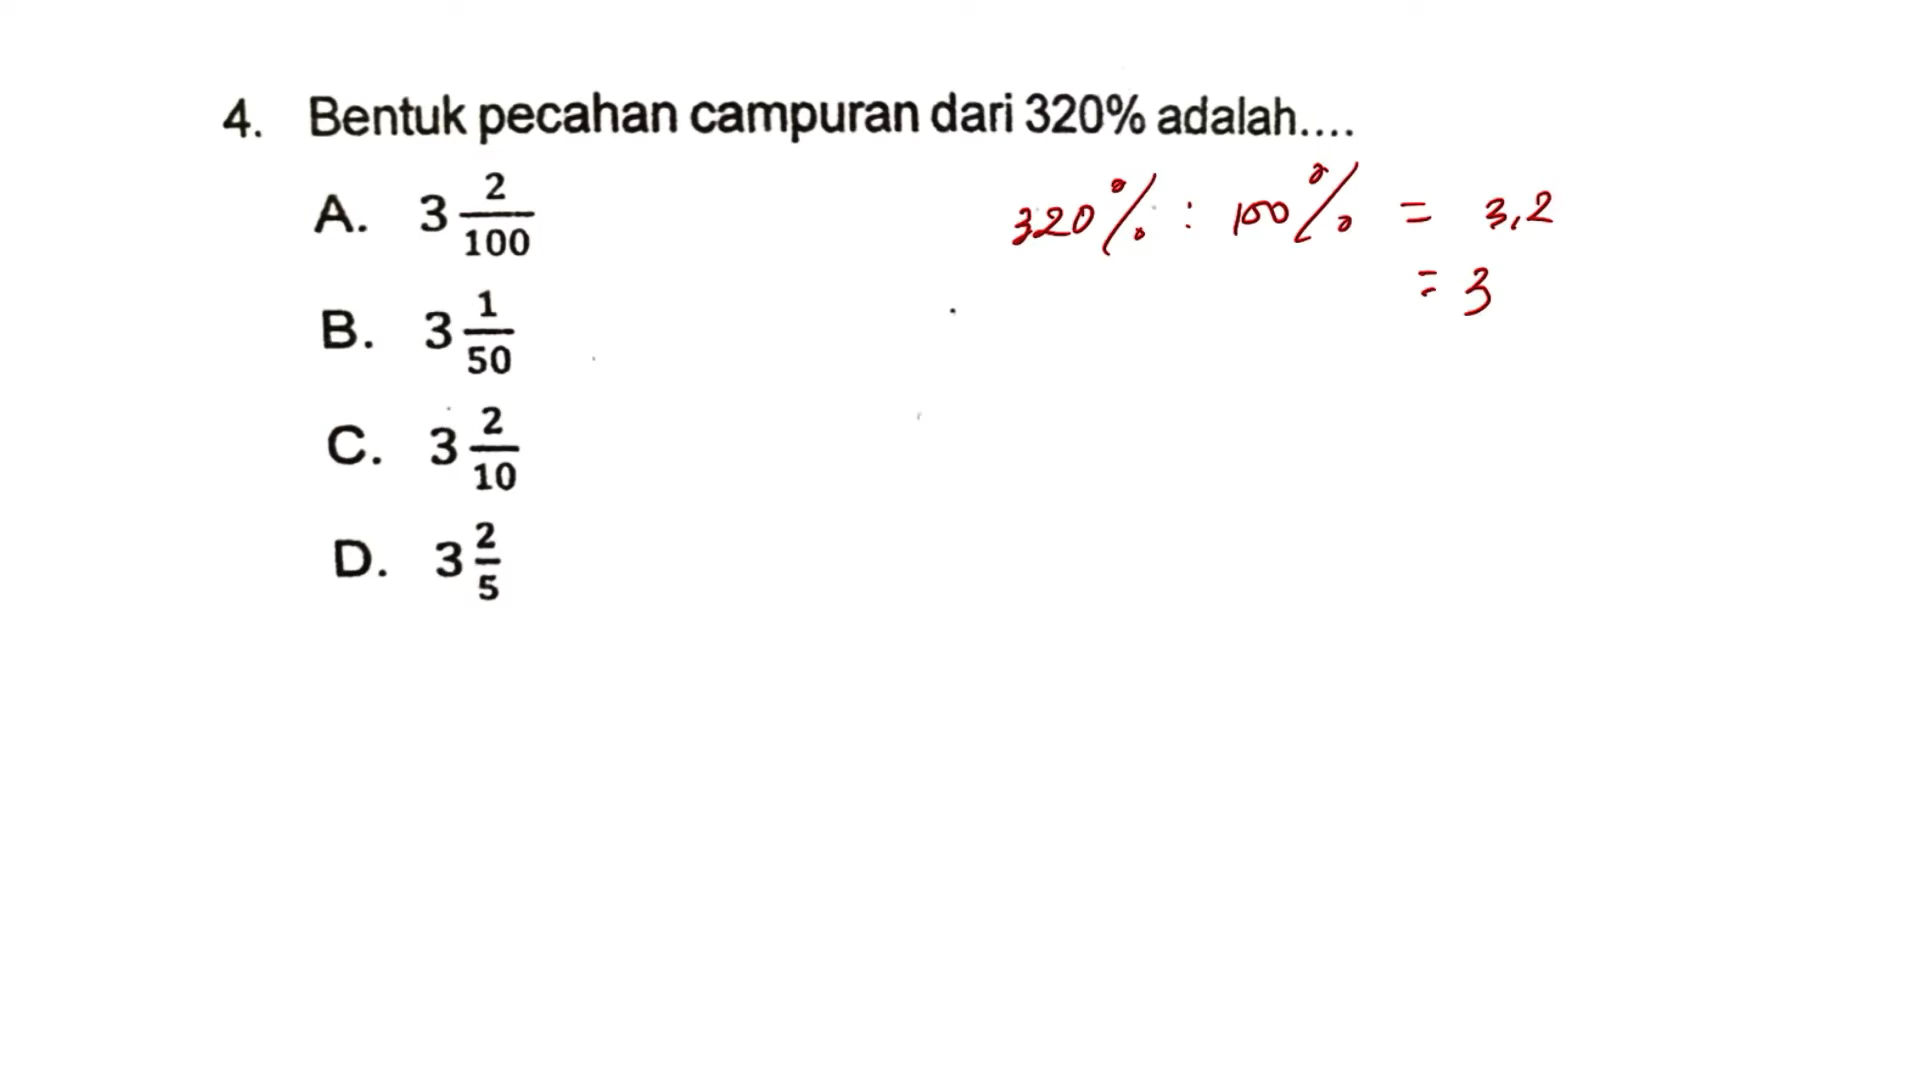 4. Bentuk pecahan campuran dari 320% adalah....
A. 3 2/100
B. 3 1/50
C. 3 2/10
D. 3 2/5
320% : 100% = 3,2
= 3